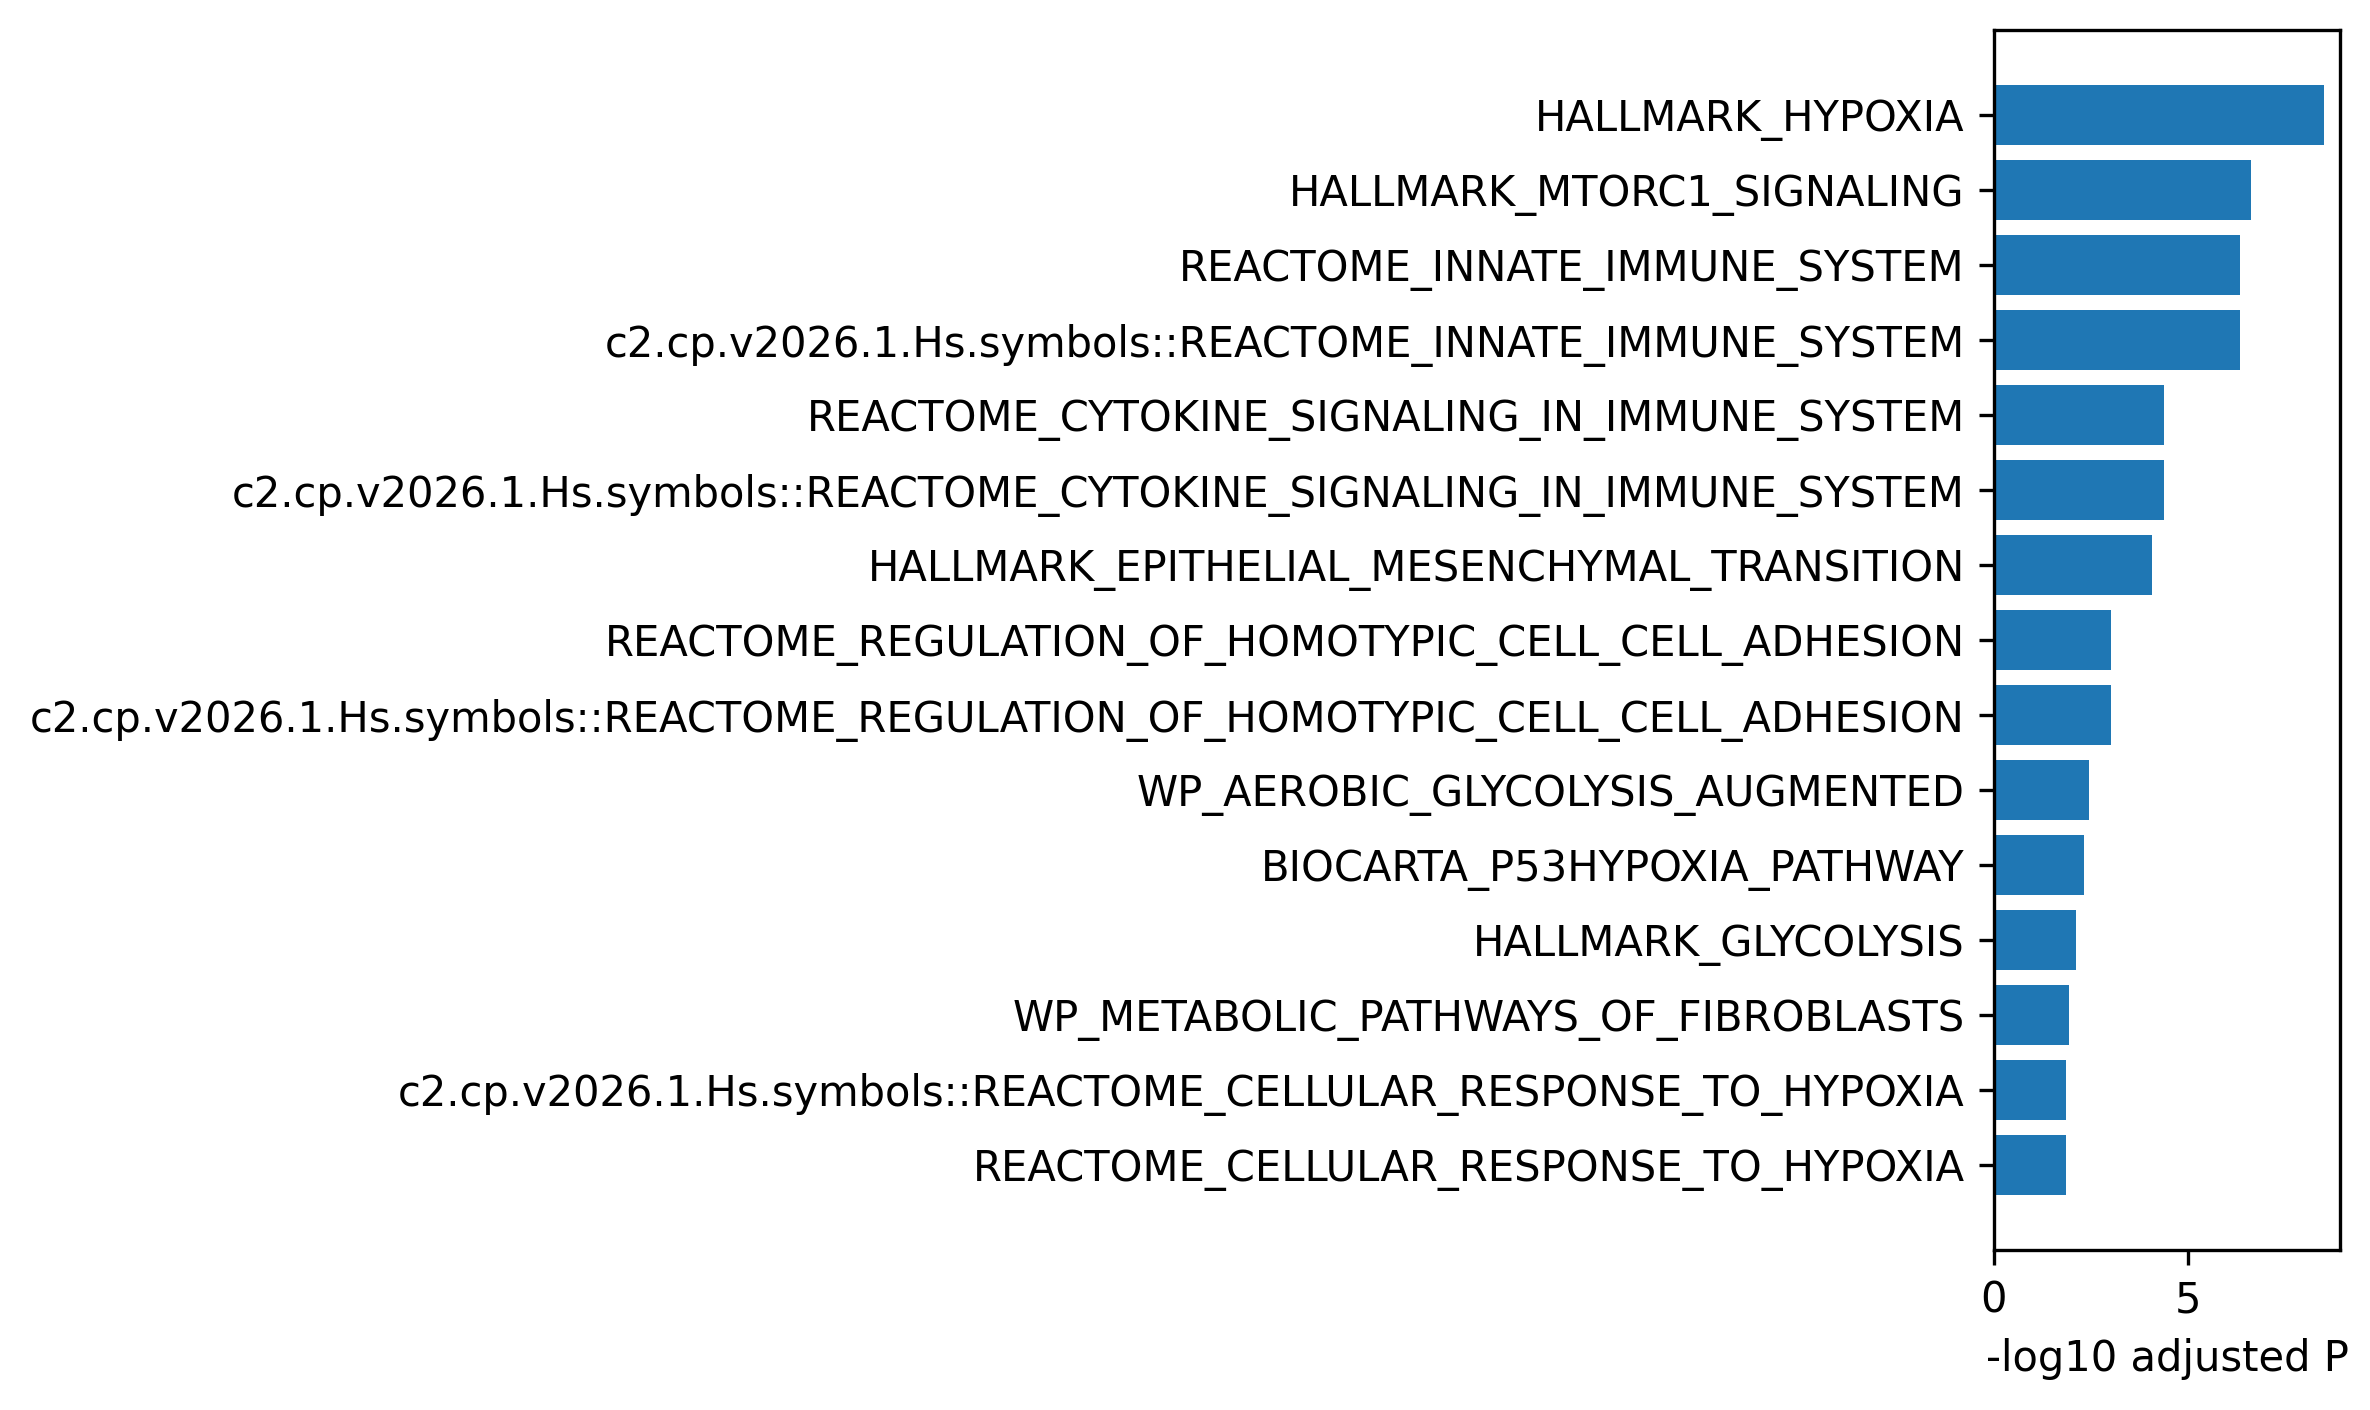 HALLMARK_HYPOXIA
HALLMARK_MTORC1_SIGNALING
REACTOME_INNATE_IMMUNE_SYSTEM
c2.cp.v2026.1.Hs.symbols::REACTOME_INNATE_IMMUNE_SYSTEM
REACTOME_CYTOKINE_SIGNALING_IN_IMMUNE_SYSTEM
c2.cp.v2026.1.Hs.symbols::REACTOME_CYTOKINE_SIGNALING_IN_IMMUNE_SYSTEM
HALLMARK_EPITHELIAL_MESENCHYMAL_TRANSITION
REACTOME_REGULATION_OF_HOMOTYPIC_CELL_CELL_ADHESION
c2.cp.v2026.1.Hs.symbols::REACTOME_REGULATION_OF_HOMOTYPIC_CELL_CELL_ADHESION
WP_AEROBIC_GLYCOLYSIS_AUGMENTED
BIOCARTA_P53HYPOXIA_PATHWAY
HALLMARK_GLYCOLYSIS
WP_METABOLIC_PATHWAYS_OF_FIBROBLASTS
c2.cp.v2026.1.Hs.symbols::REACTOME_CELLULAR_RESPONSE_TO_HYPOXIA
REACTOME_CELLULAR_RESPONSE_TO_HYPOXIA
0 5
-log10 adjusted P